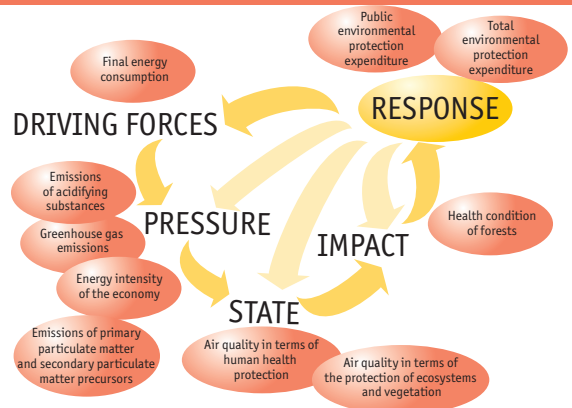 Public
environmental
protection
expenditure
Total
environmental
protection
expenditure
Final energy
consumption
RESPONSE
DRIVING FORCES
Emissions
of acidifying
substances
PRESSURE
Greenhouse gas
emissions
IMPACT
Health condition
of forests
Energy intensity
of the economy
STATE
Emissions of primary
particulate matter
and secondary particulate
matter precursors
Air quality in terms of
human health
protection
Air quality in terms of
the protection of ecosystems
and vegetation